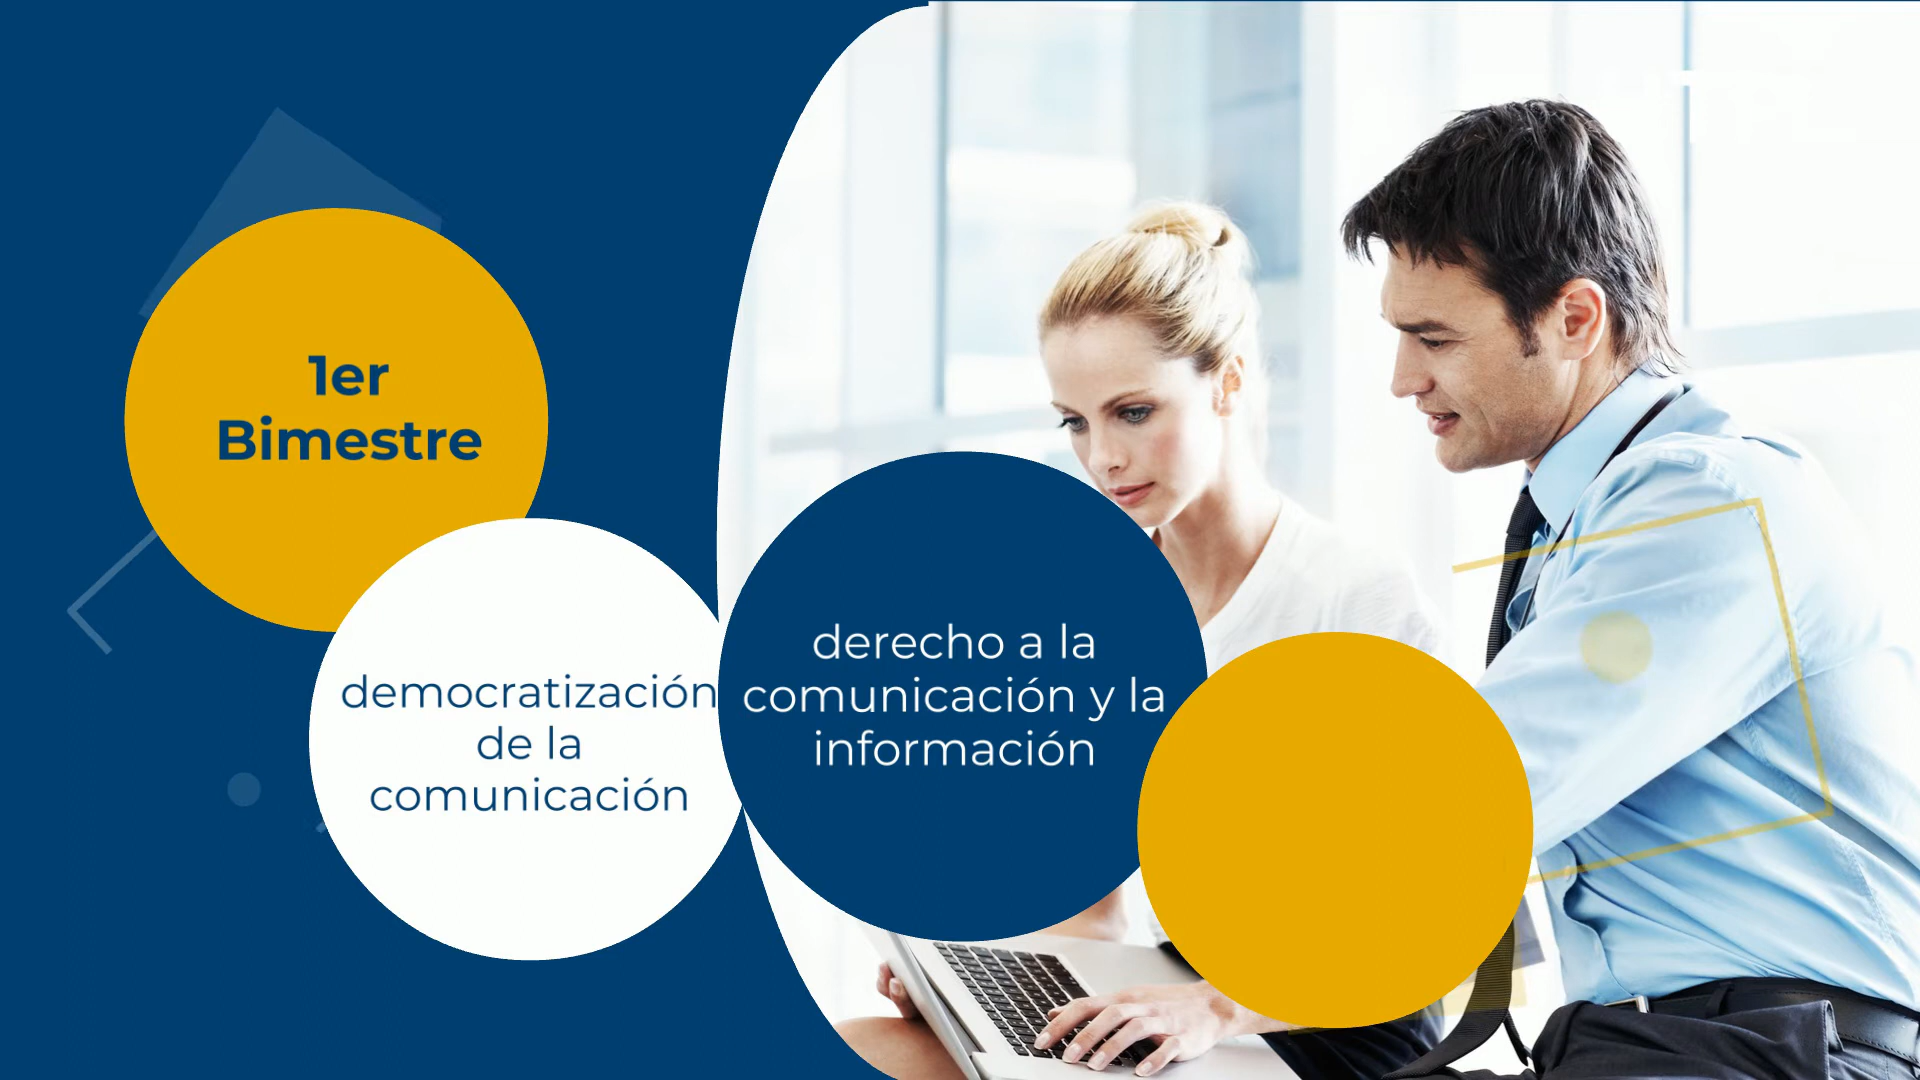 1er
Bimestre
democratización
de la
comunicación
derecho a la
comunicación y la
información